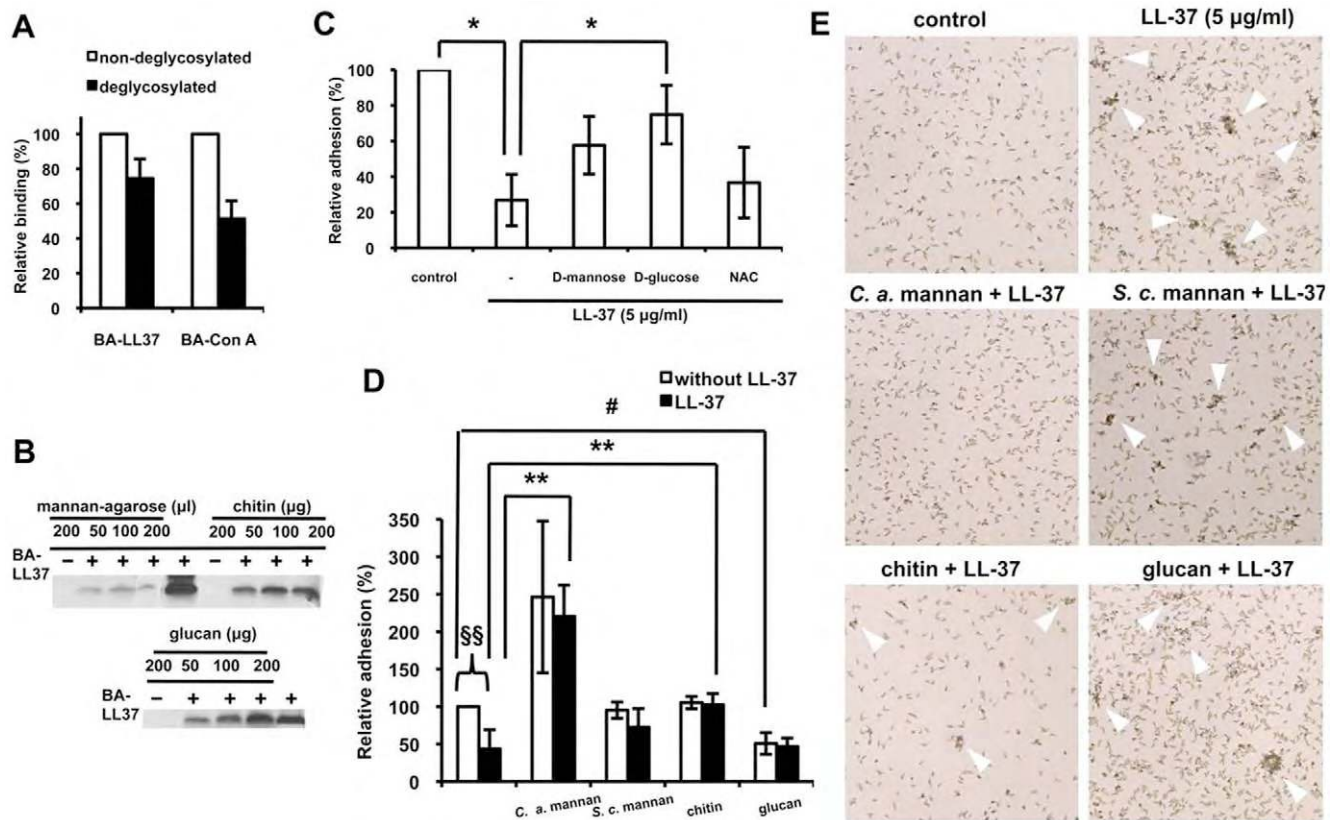 A
non-deglycosylated
deglycosylated
Relative binding (%)
100
80
60
40
20
0
BA-LL37 BA-Con A
B
mannan-agarose (µl) chitin (µg)
200 50 100 200 200 50 100 200
BA-LL37 − + + + + − + + +
glucan (µg)
200 50 100 200
BA-LL37 − + + + +
C
* *
Relative adhesion (%)
100
80
60
40
20
0
control - D-mannose D-glucose NAC
LL-37 (5 µg/ml)
D
without LL-37
LL-37
#
**
**
§§
Relative adhesion (%)
350
300
250
200
150
100
50
0
C. a. mannan S. c. mannan chitin glucan
E
control LL-37 (5 µg/ml)
C. a. mannan + LL-37 S. c. mannan + LL-37
chitin + LL-37 glucan + LL-37